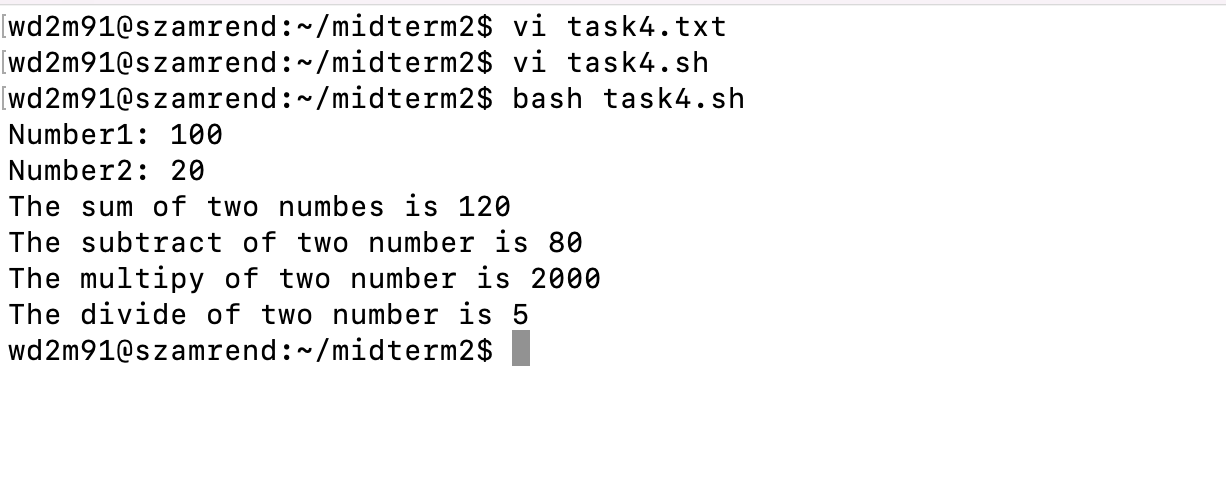 [wd2m91@szamrend:~/midterm2$ vi task4.txt
[wd2m91@szamrend:~/midterm2$ vi task4.sh
[wd2m91@szamrend:~/midterm2$ bash task4.sh
Number1: 100
Number2: 20
The sum of two numbes is 120
The subtract of two number is 80
The multipy of two number is 2000
The divide of two number is 5
wd2m91@szamrend:~/midterm2$